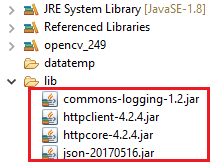 JRE System Library [JavaSE-1.8]
Referenced Libraries
opencv_249
datatemp
lib
commons-logging-1.2.jar
httpclient-4.2.4.jar
httpcore-4.2.4.jar
json-20170516.jar